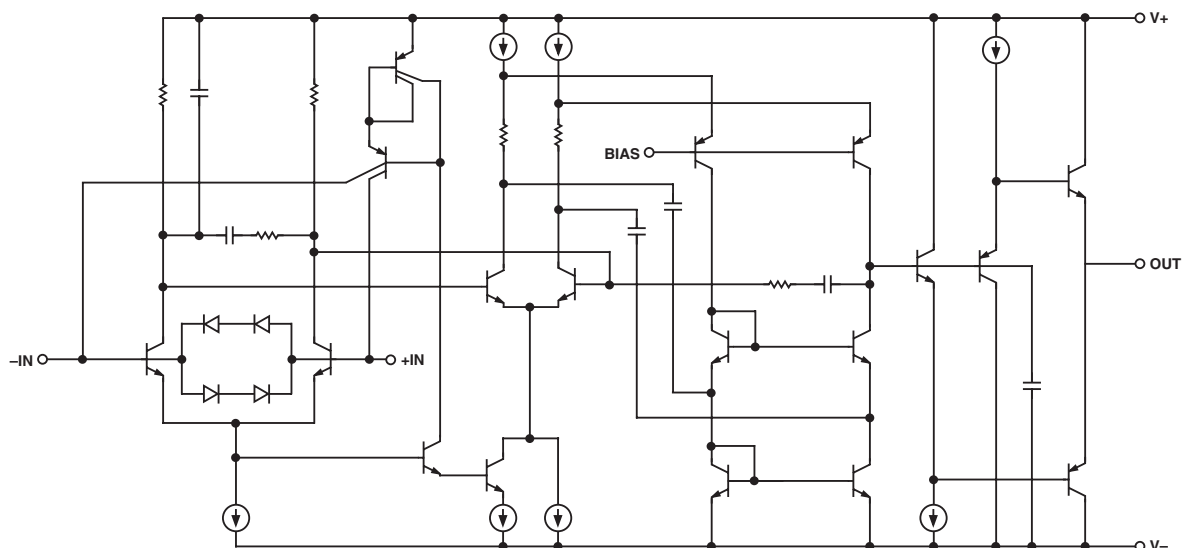 V+
BIAS
OUT
–IN
+IN
V–